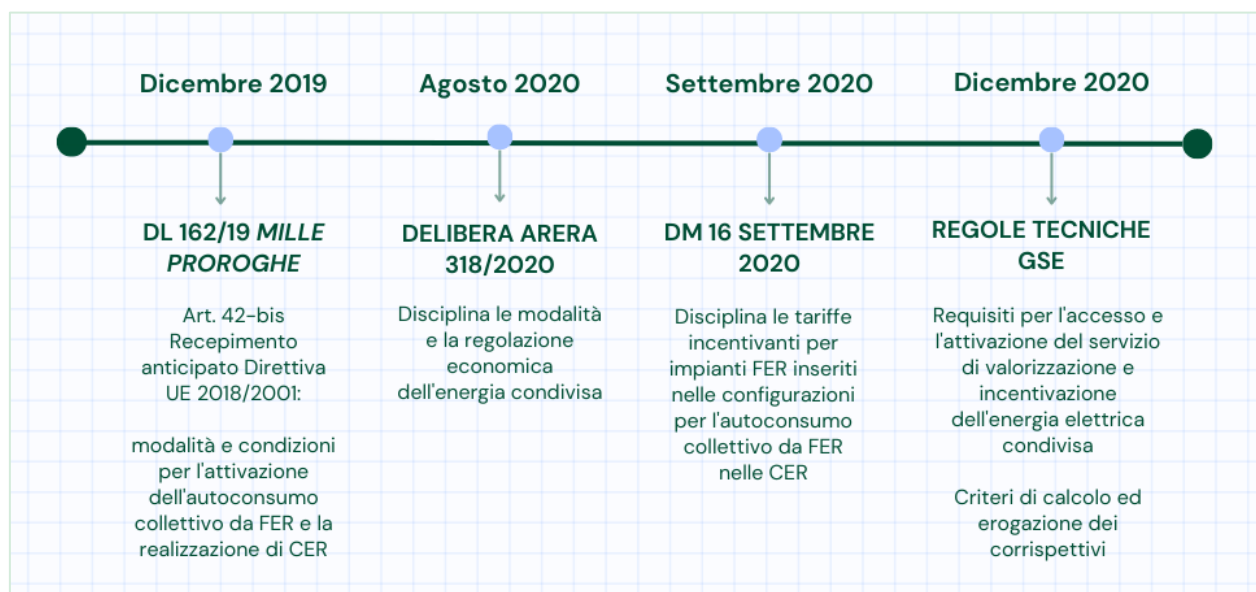 Dicembre 2019
DL 162/19 MILLE
PROROGHE
Art. 42-bis
Recepimento
anticipato Direttiva
UE 2018/2001:
modalità e condizioni
per l'attivazione
dell'autoconsumo
collettivo da FER e la
realizzazione di CER
Agosto 2020
DELIBERA ARERA
318/2020
Disciplina le modalità
e la regolazione
economica
dell'energia condivisa
Settembre 2020
DM 16 SETTEMBRE
2020
Disciplina le tariffe
incentivanti per
impianti FER inseriti
nelle configurazioni
per l'autoconsumo
collettivo da FER
nelle CER
Dicembre 2020
REGOLE TECNICHE
GSE
Requisiti per l'accesso e
l'attivazione del servizio
di valorizzazione e
incentivazione
dell'energia elettrica
condivisa
Criteri di calcolo ed
erogazione dei
corrispettivi